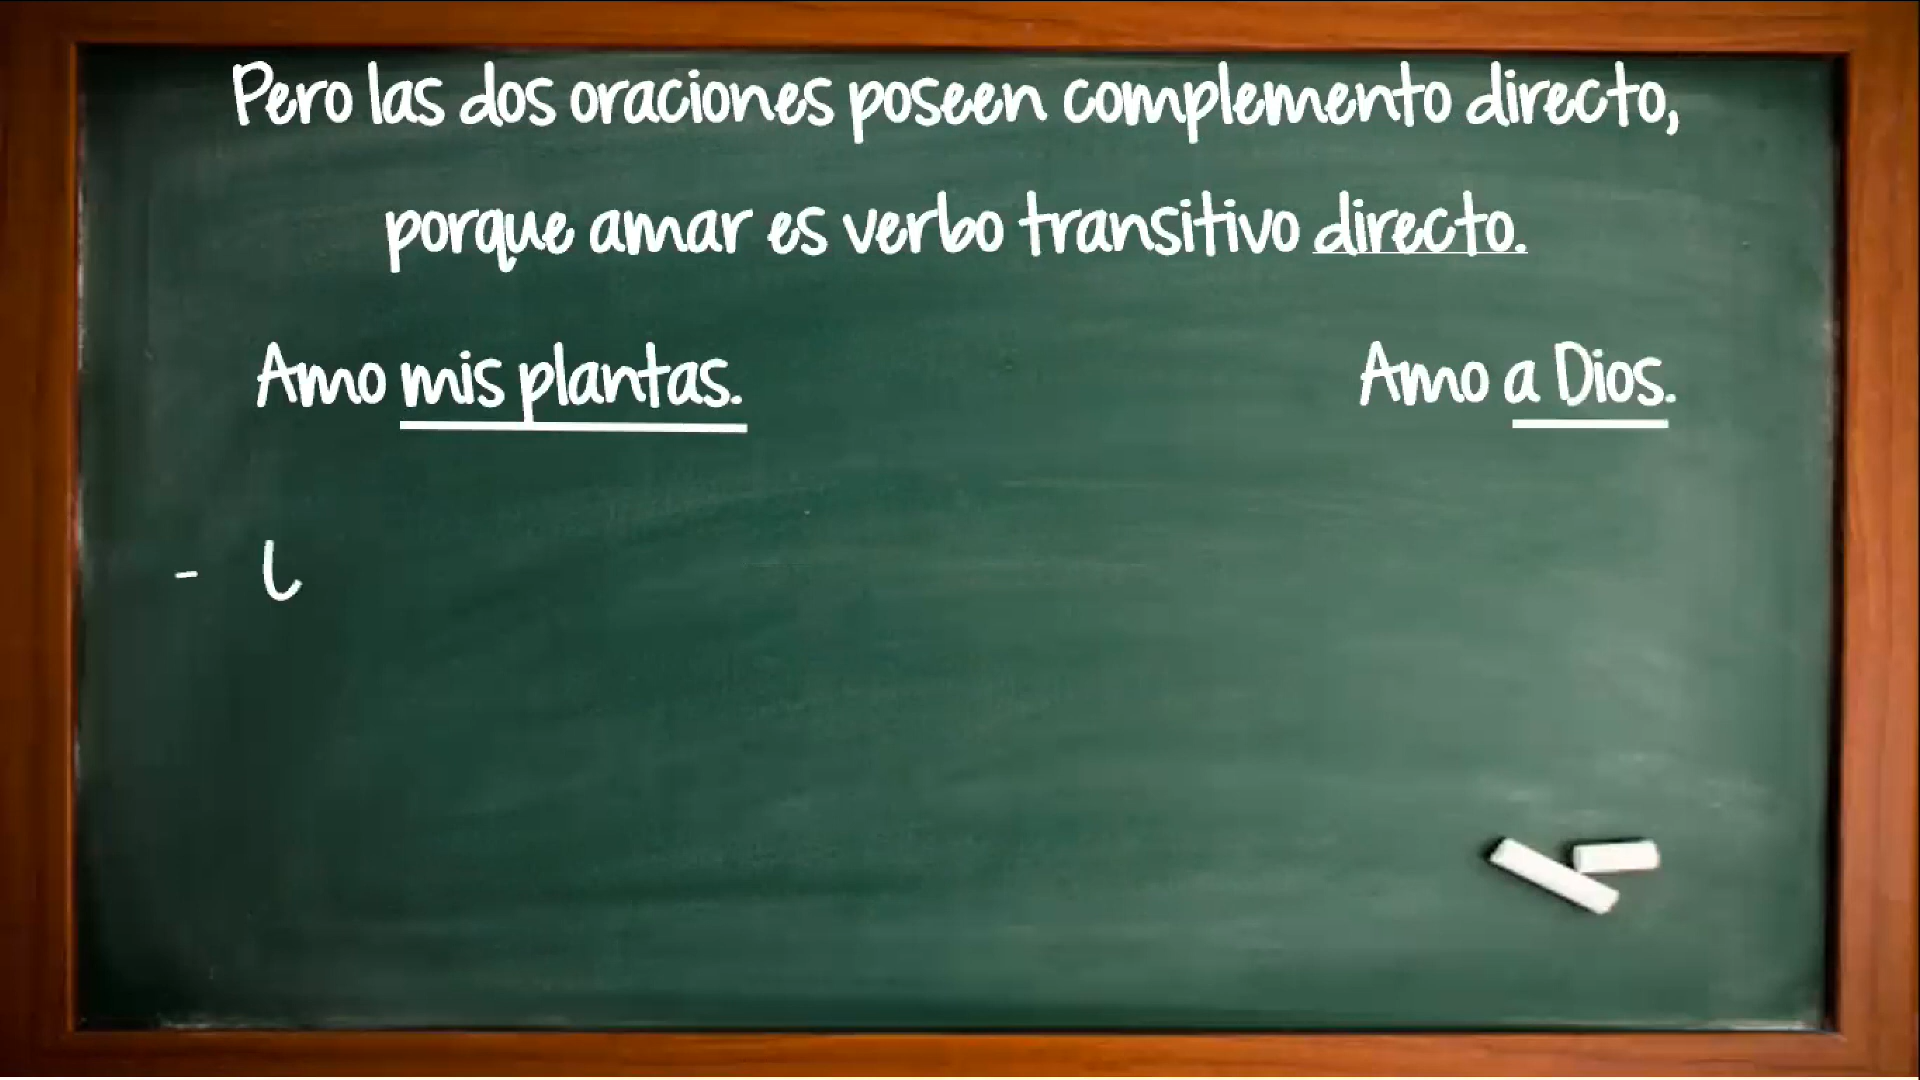 Pero las dos oraciones poseen complemento directo,
porque amar es verbo transitivo directo.
Amo mis plantas. Amo a Dios.
-